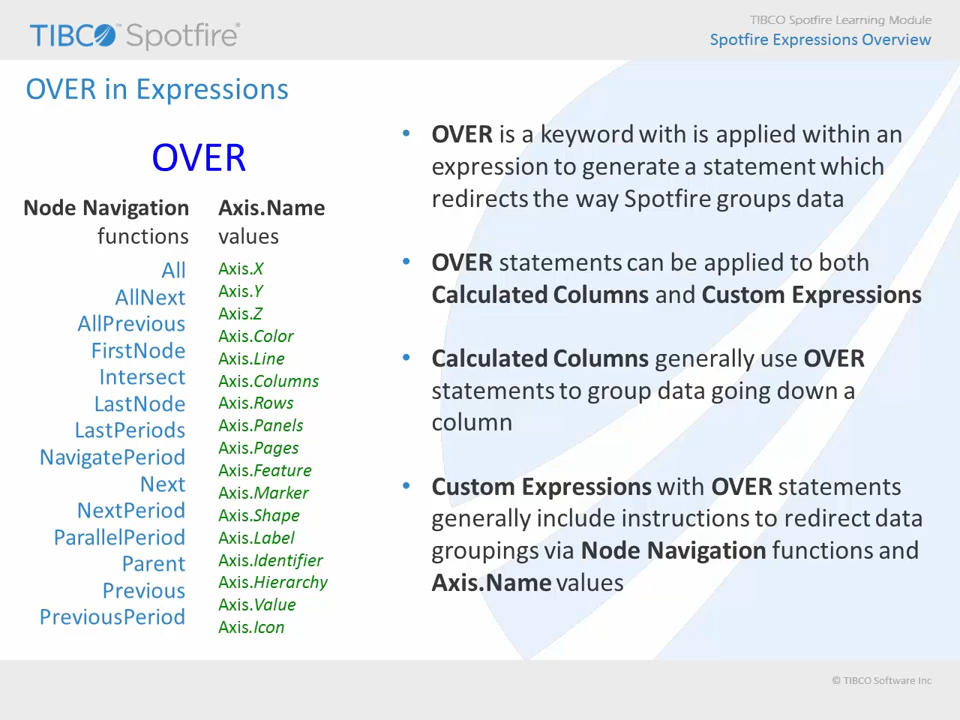 TIBCO™ Spotfire®
TIBCO Spotfire Learning Module
Spotfire Expressions Overview
OVER in Expressions
OVER
Node Navigation
functions
All
AllNext
AllPrevious
FirstNode
Intersect
LastNode
LastPeriods
NavigatePeriod
Next
NextPeriod
ParallelPeriod
Parent
Previous
PreviousPeriod
Axis.Name
values
Axis.X
Axis.Y
Axis.Z
Axis.Color
Axis.Line
Axis.Columns
Axis.Rows
Axis.Panels
Axis.Pages
Axis.Feature
Axis.Marker
Axis.Shape
Axis.Label
Axis.Identifier
Axis.Hierarchy
Axis.Value
Axis.Icon
• OVER is a keyword with is applied within an
expression to generate a statement which
redirects the way Spotfire groups data
• OVER statements can be applied to both
Calculated Columns and Custom Expressions
• Calculated Columns generally use OVER
statements to group data going down a
column
• Custom Expressions with OVER statements
generally include instructions to redirect data
groupings via Node Navigation functions and
Axis.Name values
© TIBCO Software Inc